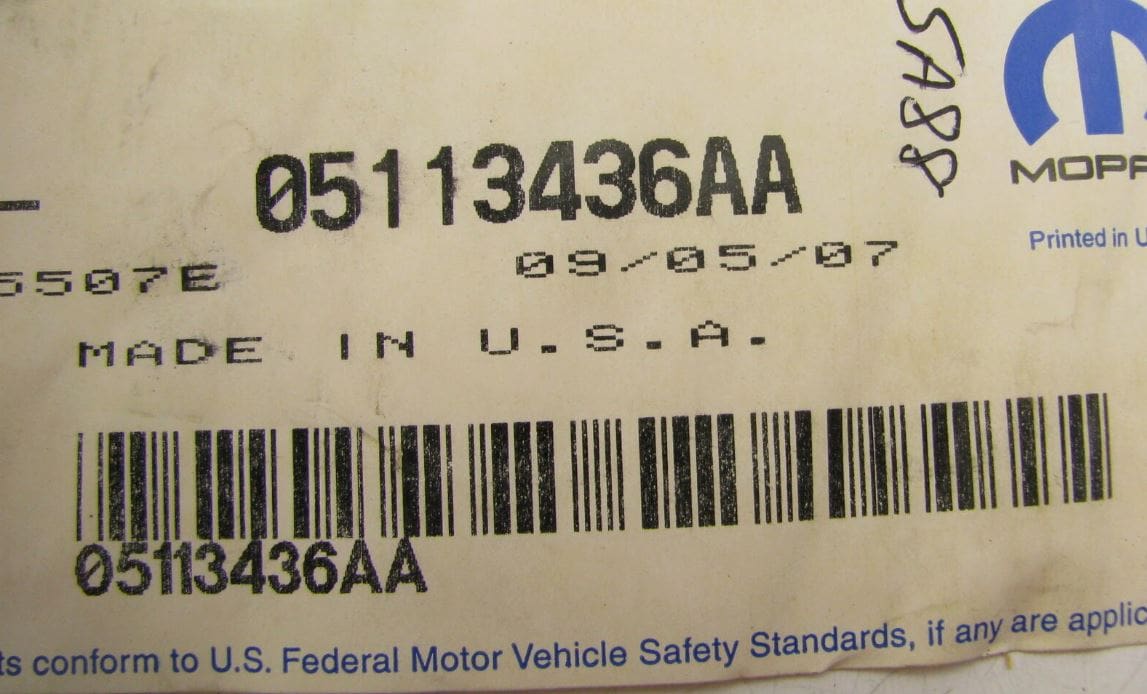 SA88
MOPA
05113436AA
Printed in U
5507E 09/05/07
MADE IN U.S.A.
05113436AA
ts conform to U.S. Federal Motor Vehicle Safety Standards, if any are applic